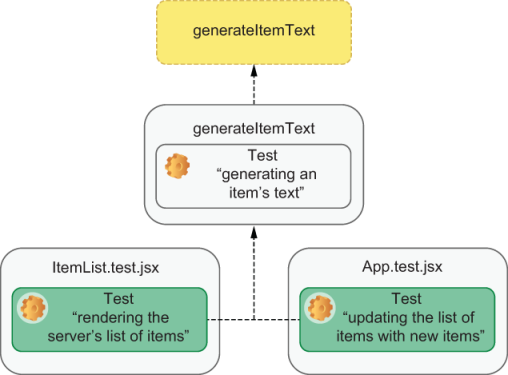 generateItemText
generateItemText
Test
“generating an
item’s text”
ItemList.test.jsx
Test
“rendering the
server’s list of items”
App.test.jsx
Test
“updating the list of
items with new items”